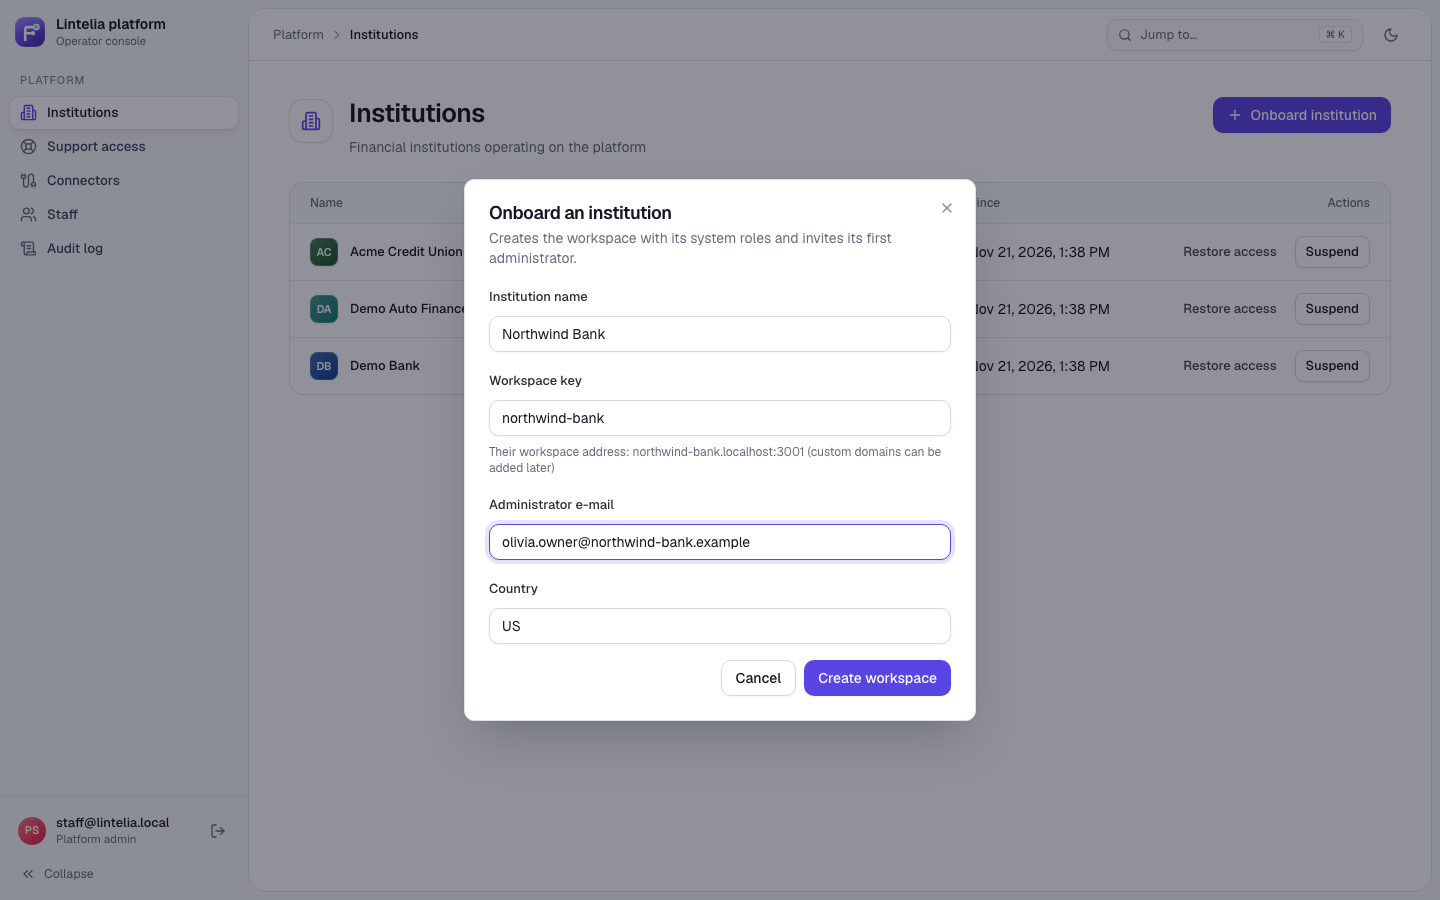 Lintelia platform
Operator console
PLATFORM
Institutions
Support access
Connectors
Staff
Audit log
staff@lintelia.local
PS
Platform admin
Collapse
Platform > Institutions
Jump to...
⌘ K
Institutions
Financial institutions operating on the platform
+ Onboard institution
Name
Actions
AC Acme Credit Union
Nov 21, 2026, 1:38 PM Restore access Suspend
DA Demo Auto Finance
Nov 21, 2026, 1:38 PM Restore access Suspend
DB Demo Bank
Nov 21, 2026, 1:38 PM Restore access Suspend
Onboard an institution
Creates the workspace with its system roles and invites its first
administrator.
Institution name
Northwind Bank
Workspace key
northwind-bank
Their workspace address: northwind-bank.localhost:3001 (custom domains can be
added later)
Administrator e-mail
olivia.owner@northwind-bank.example
Country
US
Cancel
Create workspace